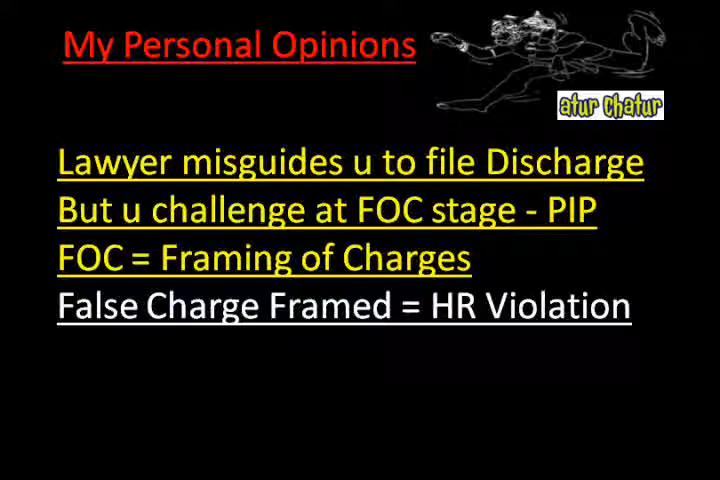 My Personal Opinions
atur chatur
Lawyer misguides u to file Discharge
But u challenge at FOC stage - PIP
FOC = Framing of Charges
False Charge Framed = HR Violation